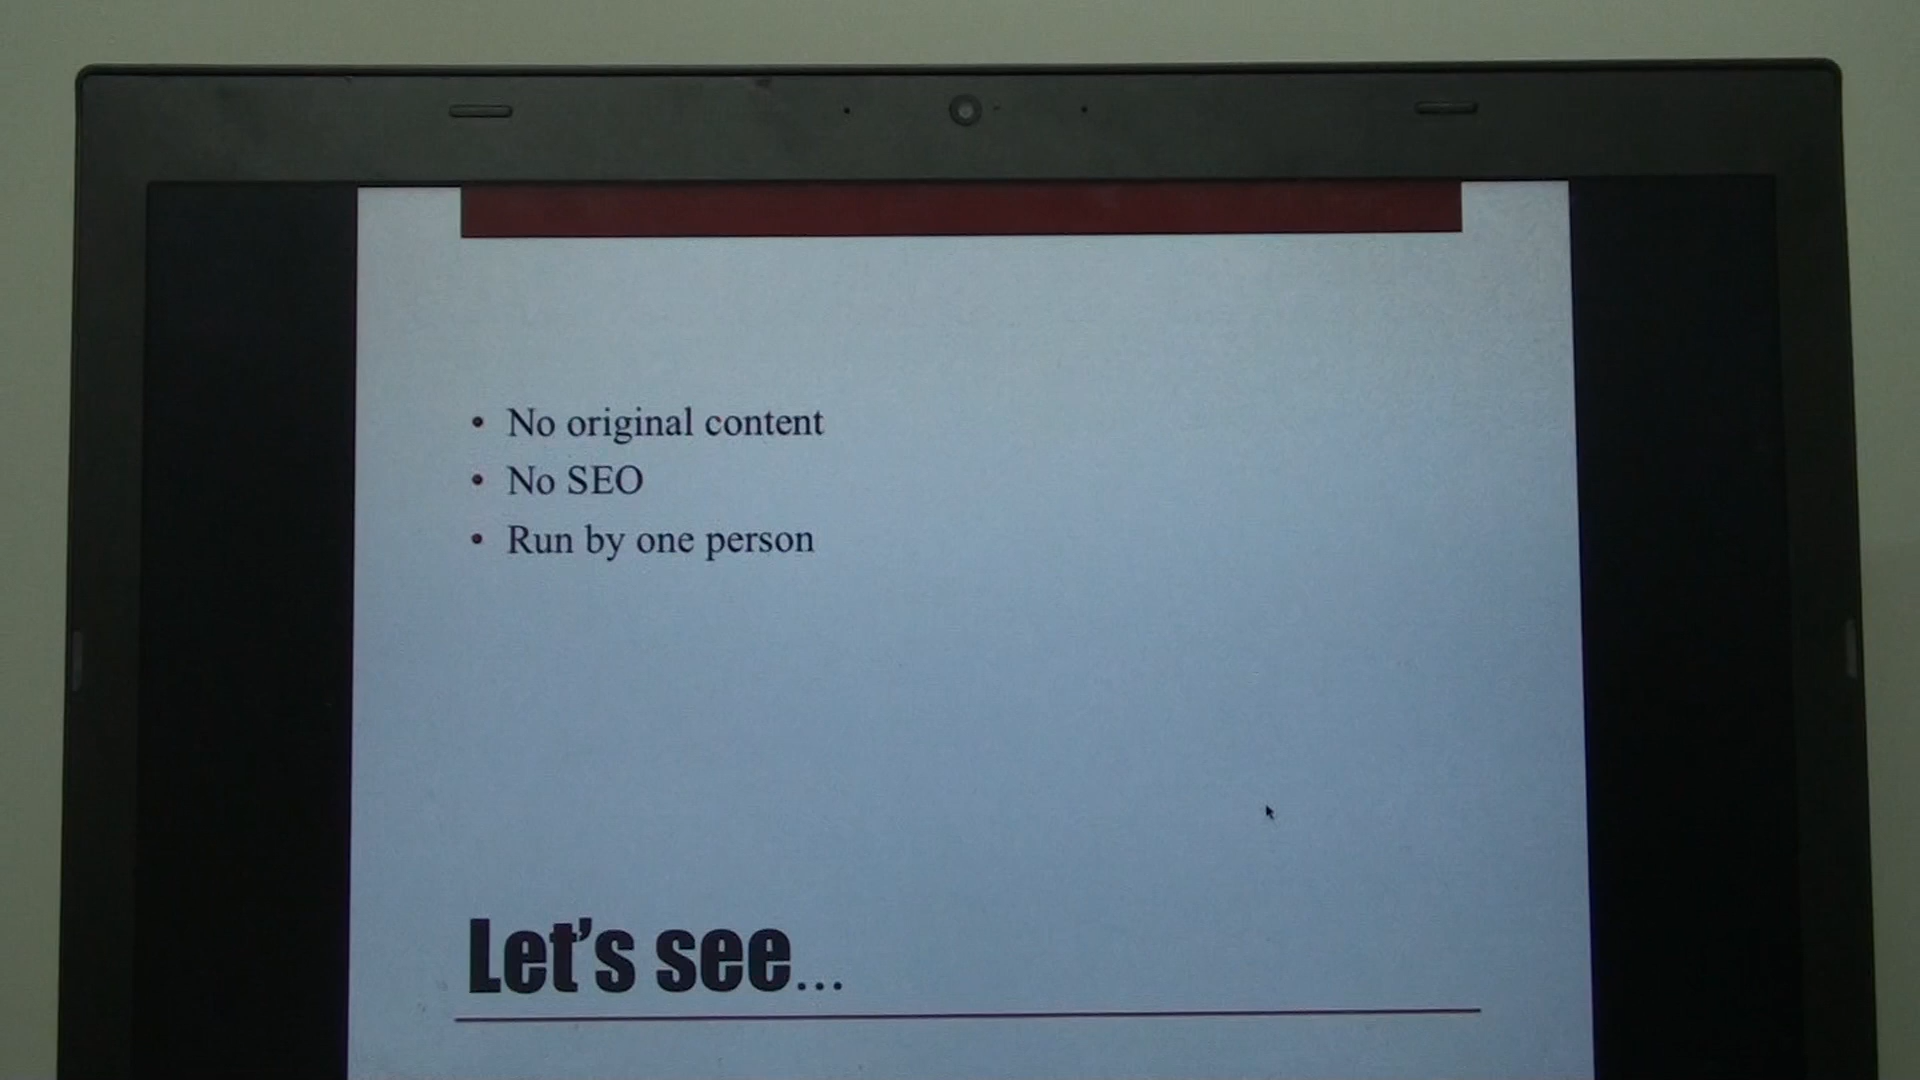 • No original content
• No SEO
• Run by one person
Let's see...